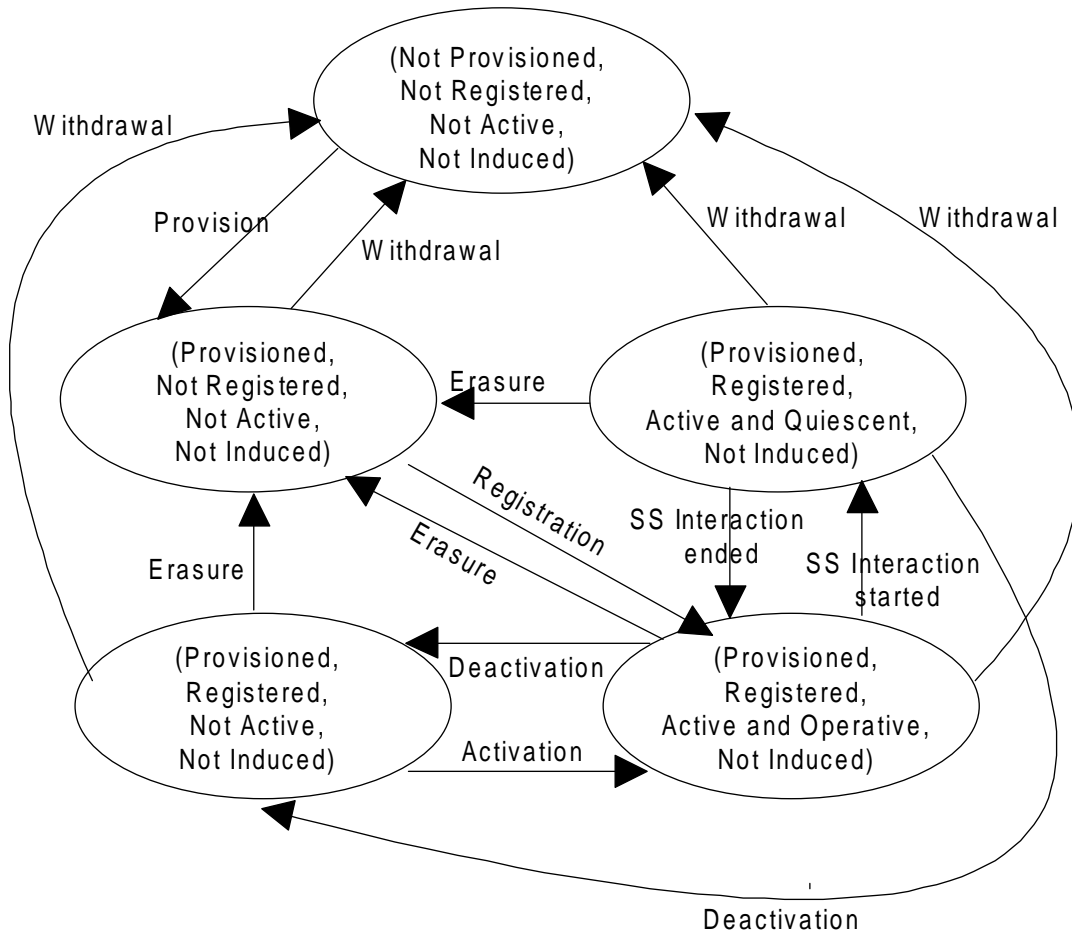 (Not Provisioned,
Not Registered,
Not Active,
Not Induced)
Withdrawal
Provision
Withdrawal
Withdrawal
Withdrawal
(Provisioned,
Not Registered,
Not Active,
Not Induced)
Erasure
(Provisioned,
Registered,
Active and Quiescent,
Not Induced)
Registration
Erasure
SS Interaction
ended
SS Interaction
started
Erasure
(Provisioned,
Registered,
Not Active,
Not Induced)
Deactivation
Activation
(Provisioned,
Registered,
Active and Operative,
Not Induced)
Deactivation